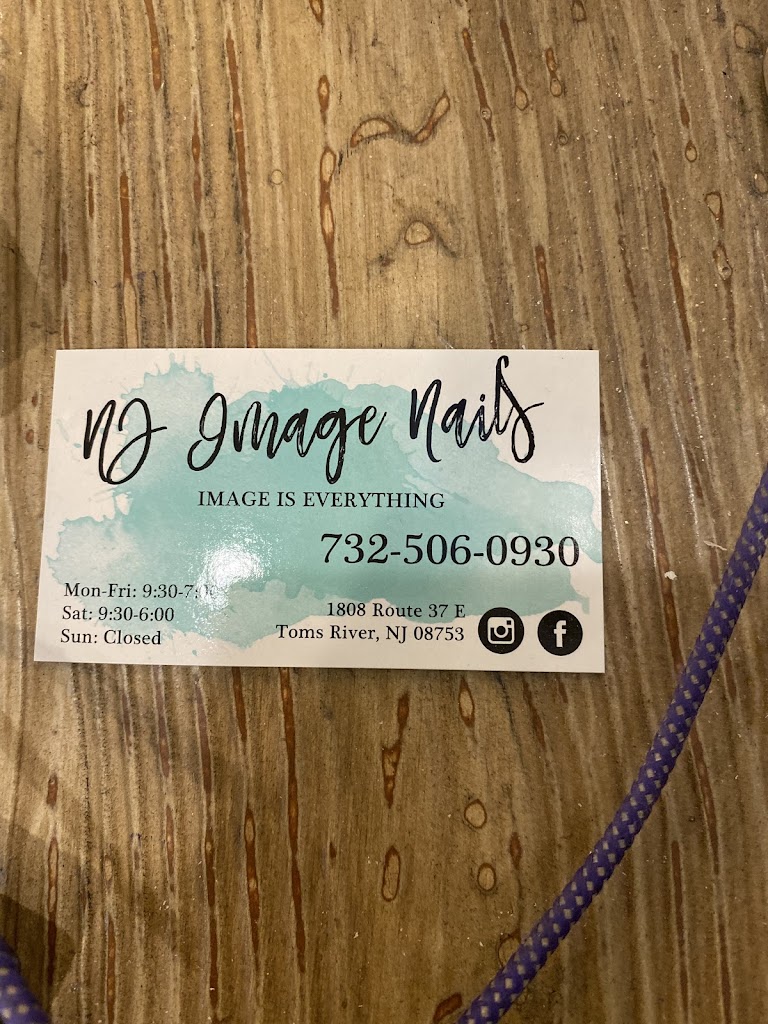 NJ Image Nails
IMAGE IS EVERYTHING
732-506-0930
Mon-Fri: 9:30-7:00
Sat: 9:30-6:00
Sun: Closed
1808 Route 37 E
Toms River, NJ 08753